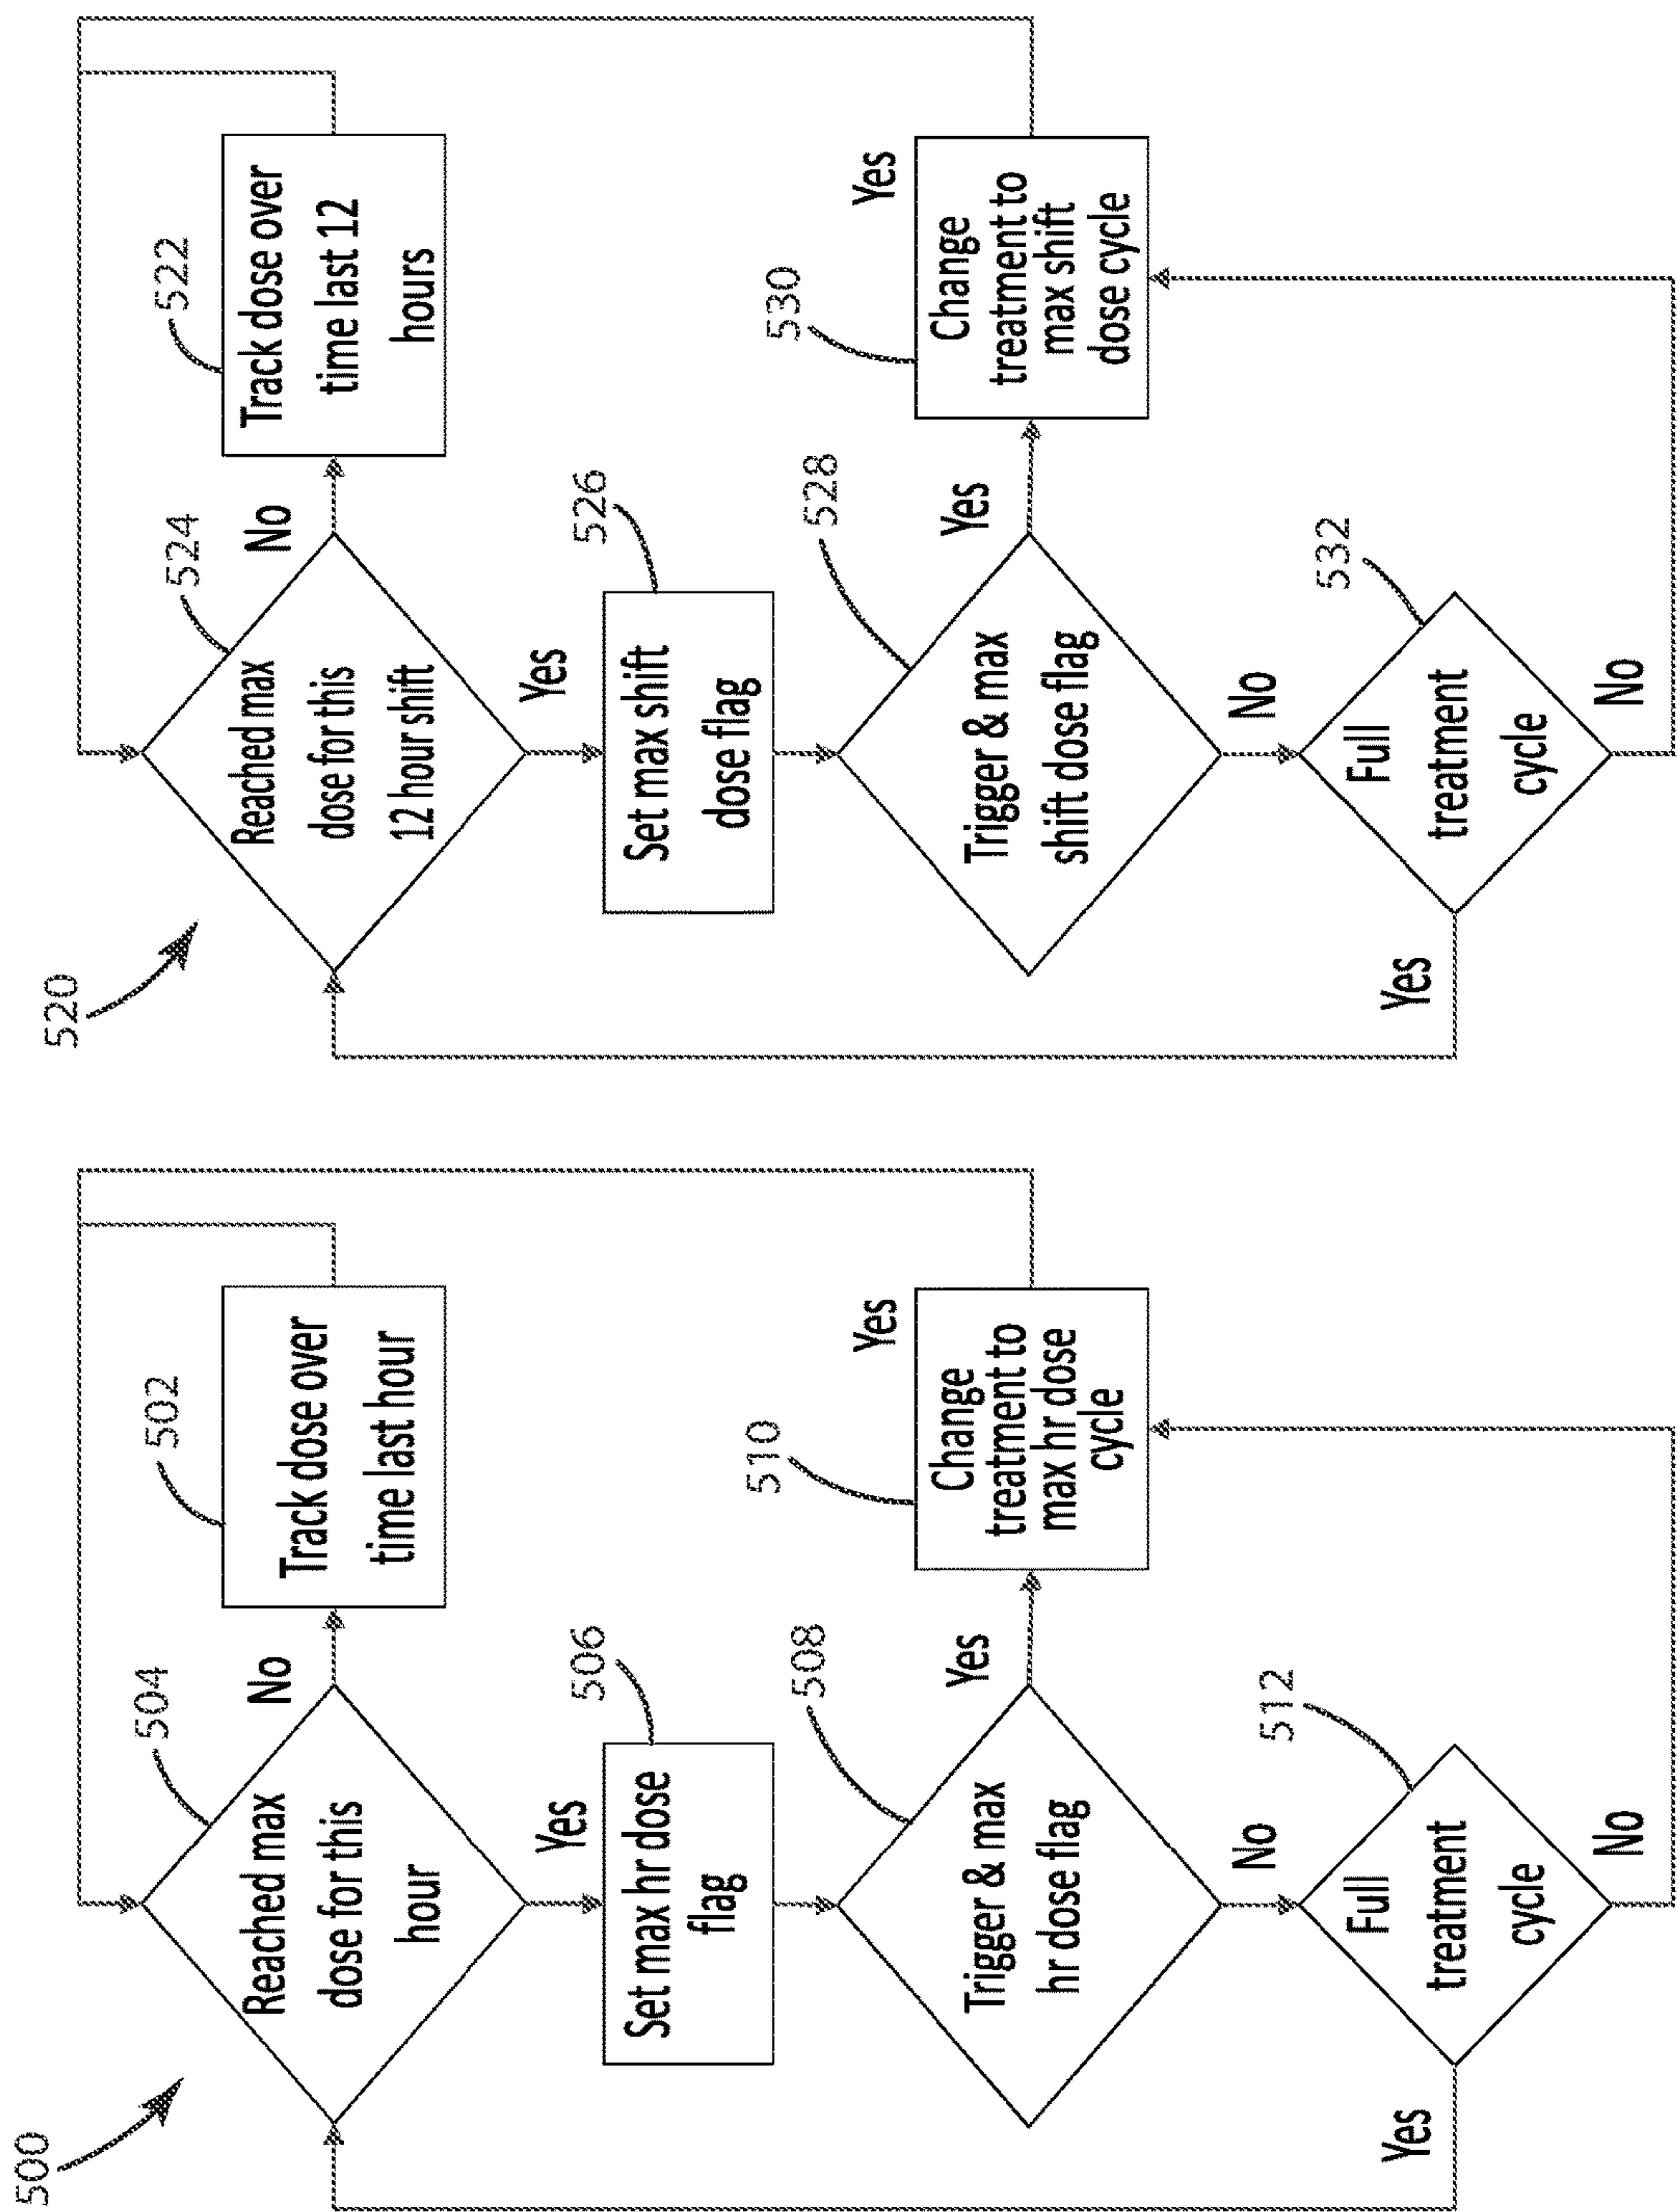 500
504
Reached max
dose for this
hour
No
502
Track dose over
time last hour
Yes
506
Set max hr dose
flag
508
Trigger & max
hr dose flag
Yes
510
Change
treatment to
max hr dose
cycle
Yes
No
512
Full
treatment
cycle
Yes
No
520
524
Reached max
dose for this
12 hour shift
No
522
Track dose over
time last 12
hours
Yes
526
Set max shift
dose flag
528
Trigger & max
shift dose flag
Yes
530
Change
treatment to
max shift
dose cycle
Yes
No
532
Full
treatment
cycle
Yes
No